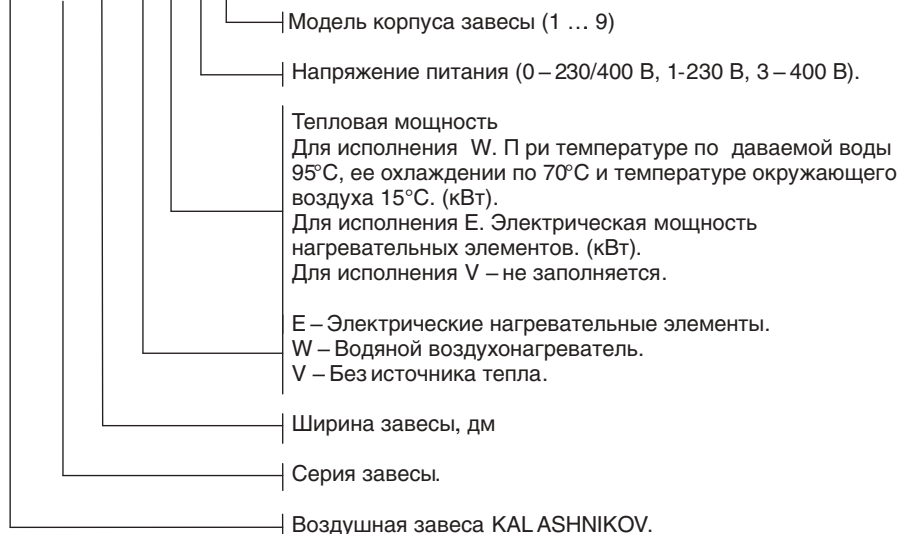 Модель корпуса завесы (1 … 9)
Напряжение питания (0 – 230/400 В, 1-230 В, 3 – 400 В).
Тепловая мощность
Для исполнения W. П ри температуре по даваемой воды
95°С, ее охлаждении по 70°С и температуре окружающего
воздуха 15°С. (кВт).
Для исполнения Е. Электрическая мощность
нагревательных элементов. (кВт).
Для исполнения V – не заполняется.
Е – Электрические нагревательные элементы.
W – Водяной воздухонагреватель.
V – Без источника тепла.
Ширина завесы, дм
Серия завесы.
Воздушная завеса KAL ASHNIKOV.